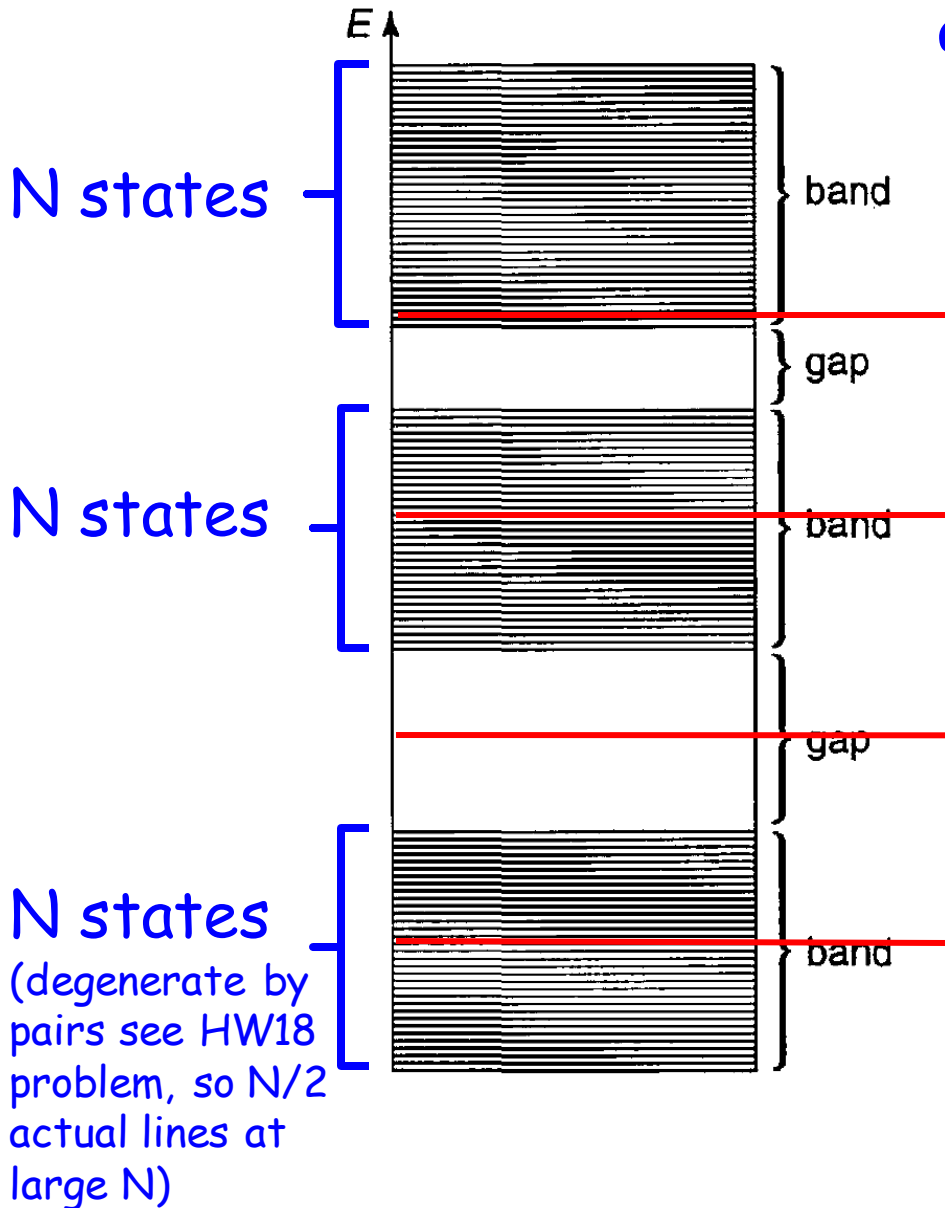 E
N states
band
gap
N states
band
gap
N states
(degenerate by
pairs see HW18
problem, so N/2
actual lines at
large N)
band